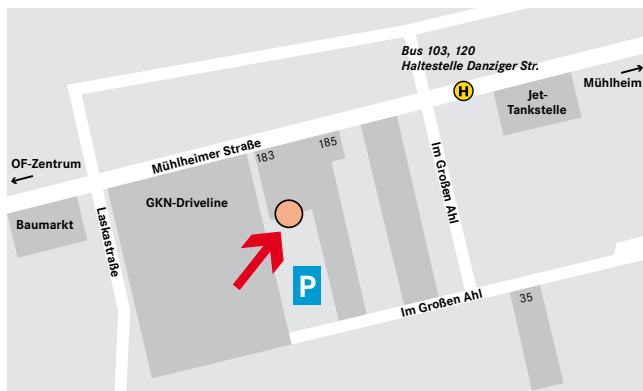 Bus 103, 120
Haltestelle Danziger Str.
Mühlheim
H
Jet-
Tankstelle
Mühlheimer Straße
185
183
OF-Zentrum
Im Großen Ahl
GKN-Driveline
Baumarkt
Laskastraße
P
Im Großen Ahl
35